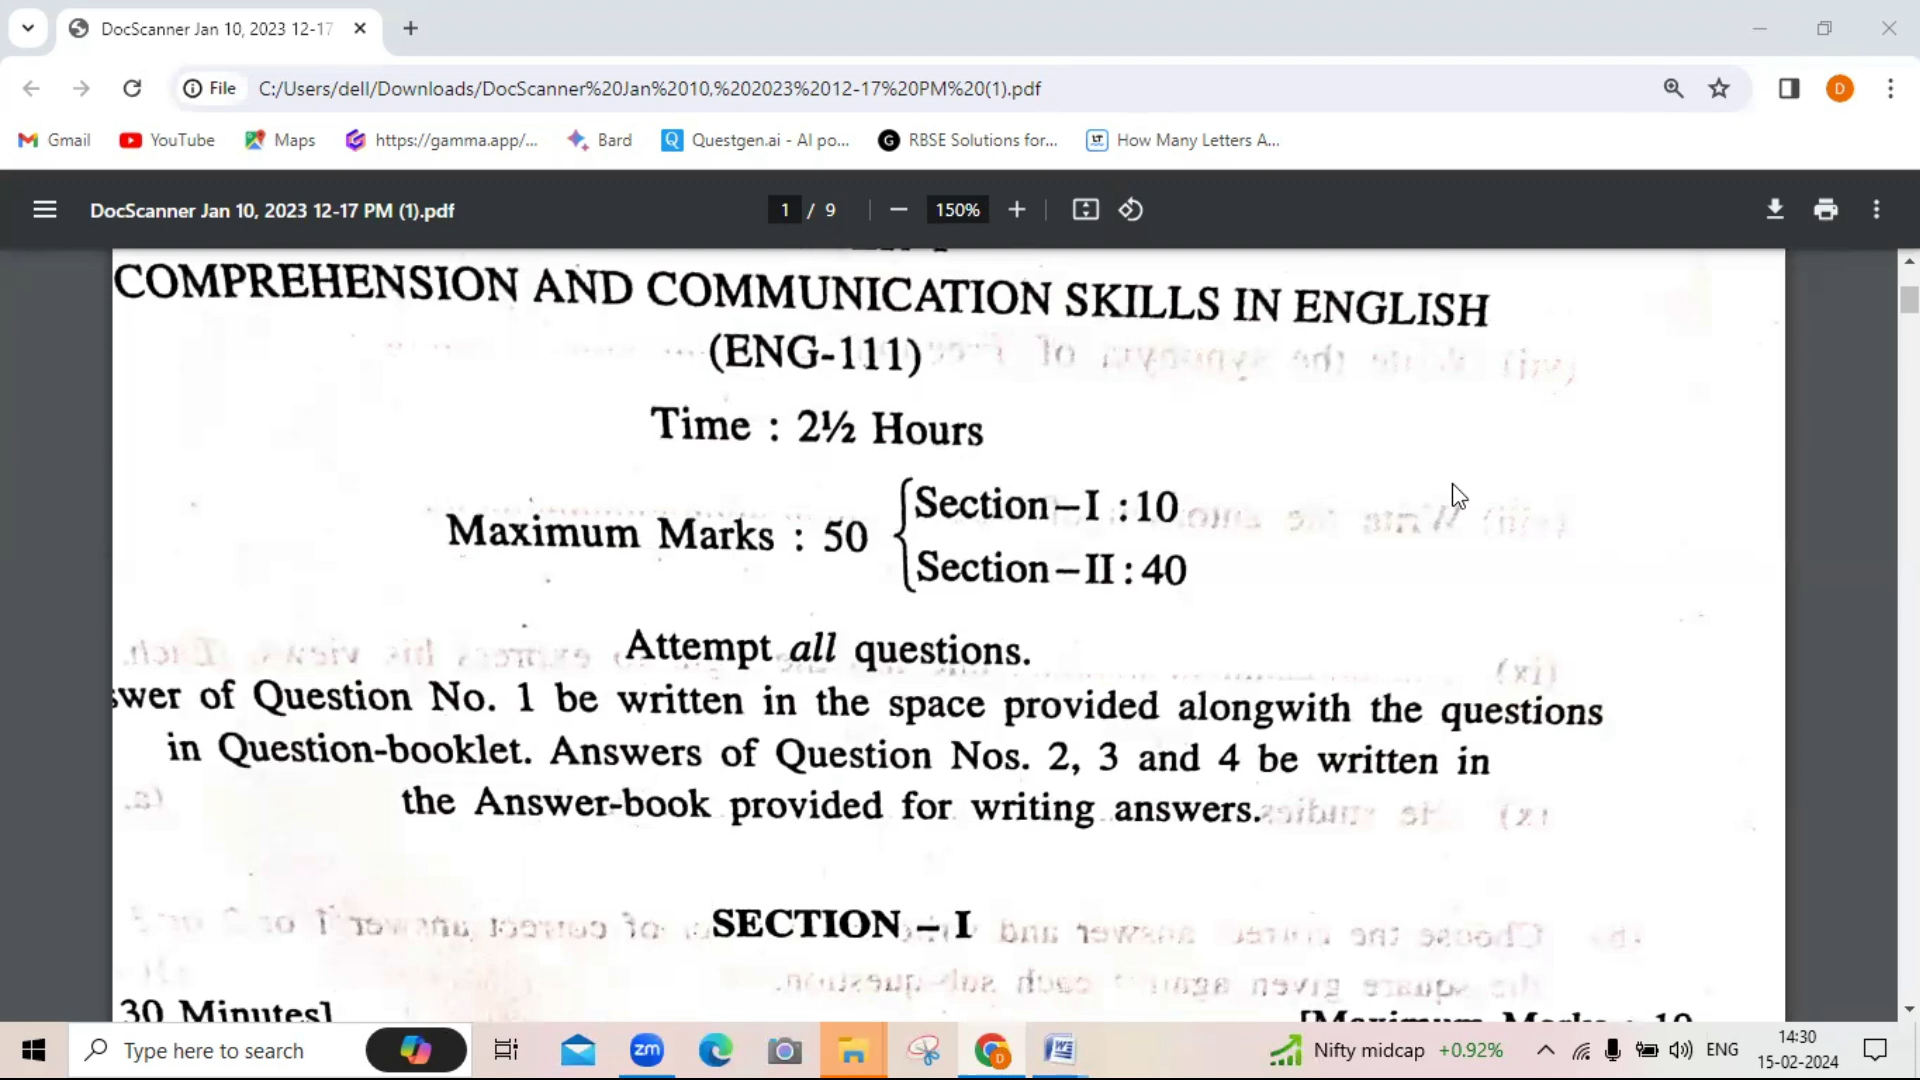 DocScanner Jan 10, 2023 12-17
File
C:/Users/dell/Downloads/DocScanner%20Jan%2010,%202023%2012-17%20PM%20(1).pdf
D
Gmail
YouTube
Maps
https://gamma.app/...
Bard
Questgen.ai - AI po...
RBSE Solutions for...
How Many Letters A...
DocScanner Jan 10, 2023 12-17 PM (1).pdf
1 / 9
150%
COMPREHENSION AND COMMUNICATION SKILLS IN ENGLISH
(ENG-111)
Time : 2½ Hours
Section–I : 10
Maximum Marks : 50
Section–II : 40
Attempt all questions.
swer of Question No. 1 be written in the space provided alongwith the questions
in Question-booklet. Answers of Question Nos. 2, 3 and 4 be written in
the Answer-book provided for writing answers.
SECTION – I
30 Minutes]
[Maximum Marks : 10
Type here to search
zm
Nifty midcap +0.92%
ENG
14:30
15-02-2024